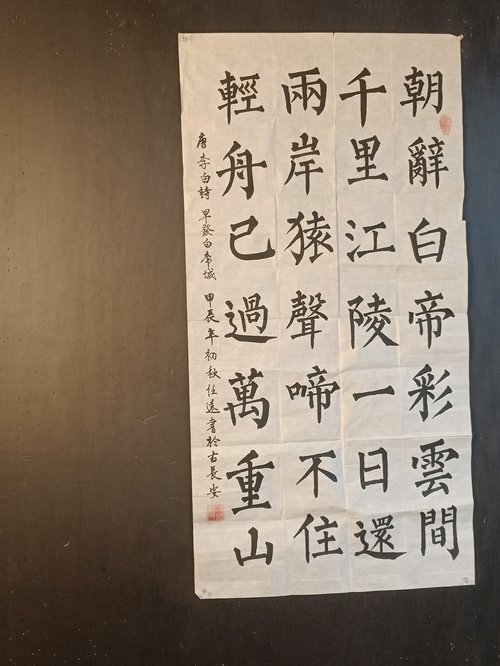 朝辭白帝彩雲間
千里江陵一日還
兩岸猿聲啼不住
輕舟已過萬重山
唐李白詩 早發白帝城 甲辰年初秋任遠書於古長安